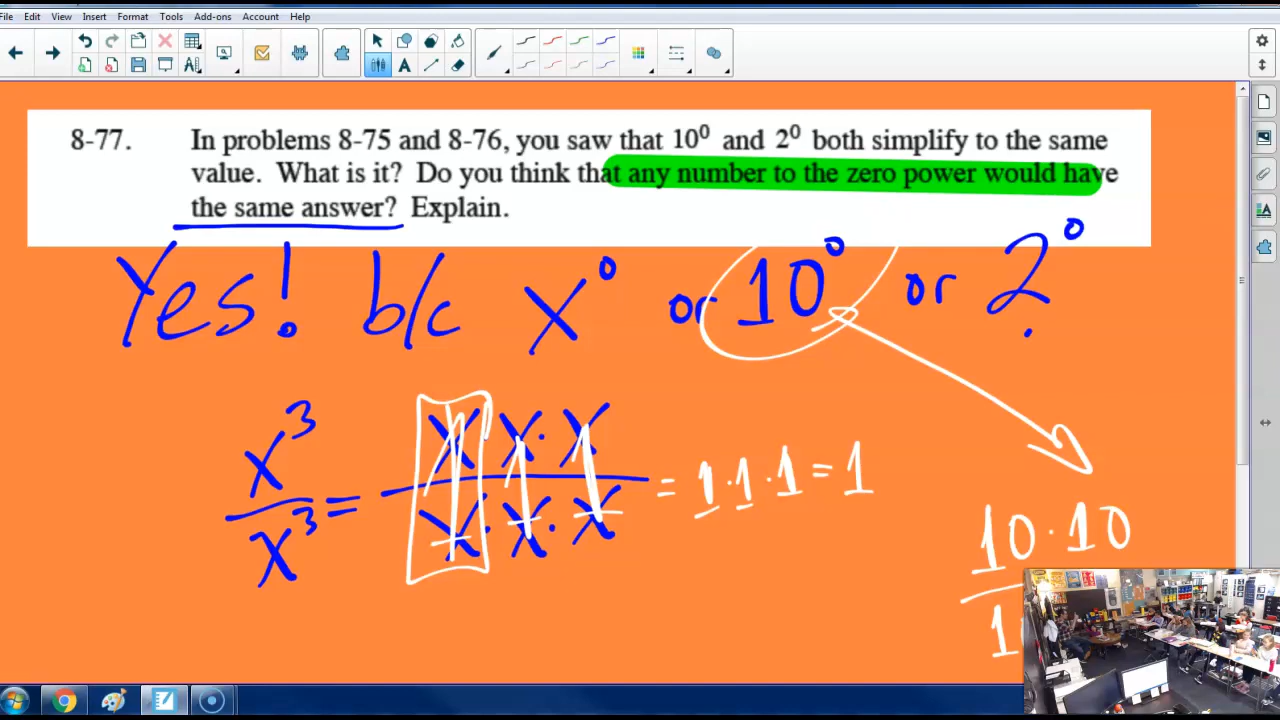 File Edit View Insert Format Tools Add-ons Account Help
8-77. In problems 8-75 and 8-76, you saw that 10⁰ and 2⁰ both simplify to the same
value. What is it? Do you think that any number to the zero power would have
the same answer? Explain.
Yes! b/c x⁰ or 10⁰ or 2⁰
x³/x³ = x·x·x/x·x·x = 1·1·1 = 1
10·10